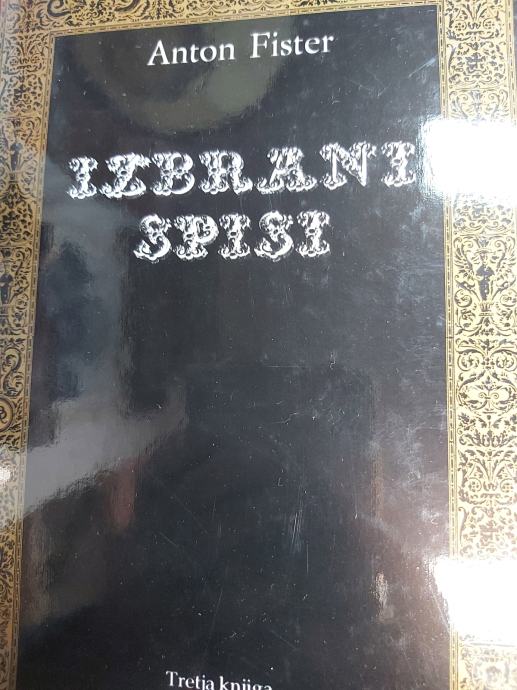 Anton Fister
IZBRANI
SPISI
Tretja knjiga